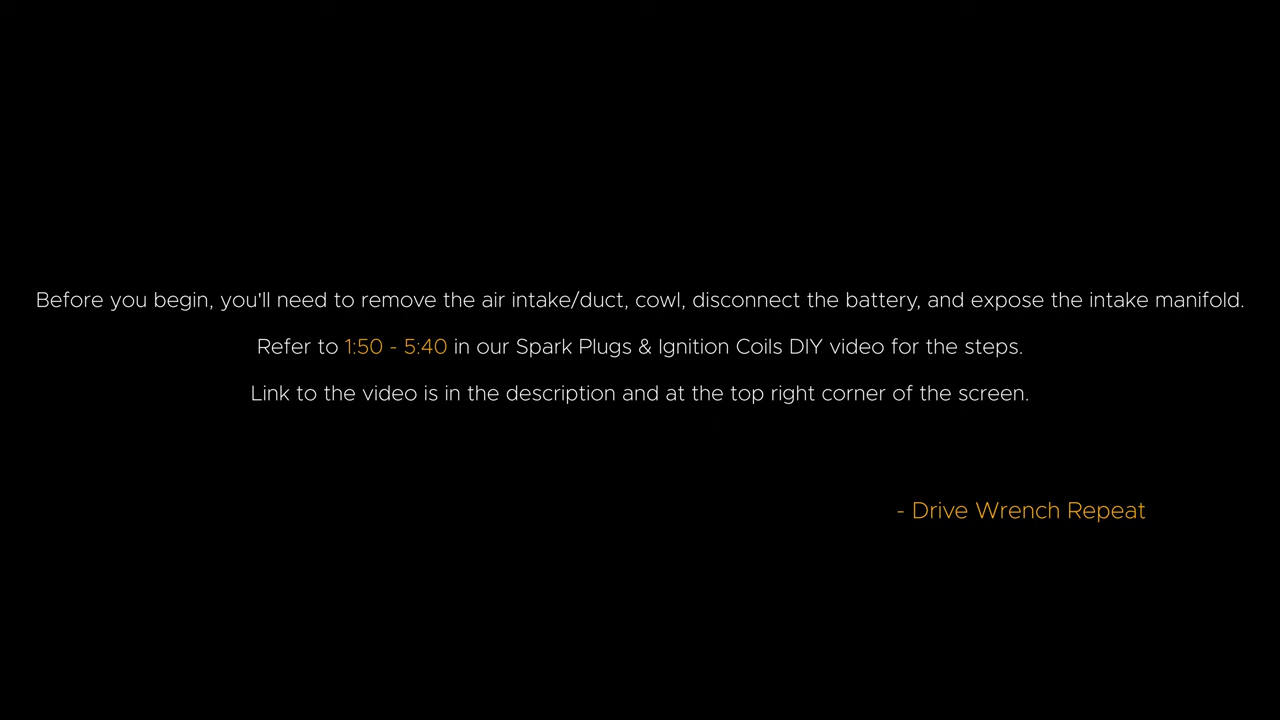 Before you begin, you'll need to remove the air intake/duct, cowl, disconnect the battery, and expose the intake manifold.
Refer to 1:50 - 5:40 in our Spark Plugs & Ignition Coils DIY video for the steps.
Link to the video is in the description and at the top right corner of the screen.
- Drive Wrench Repeat